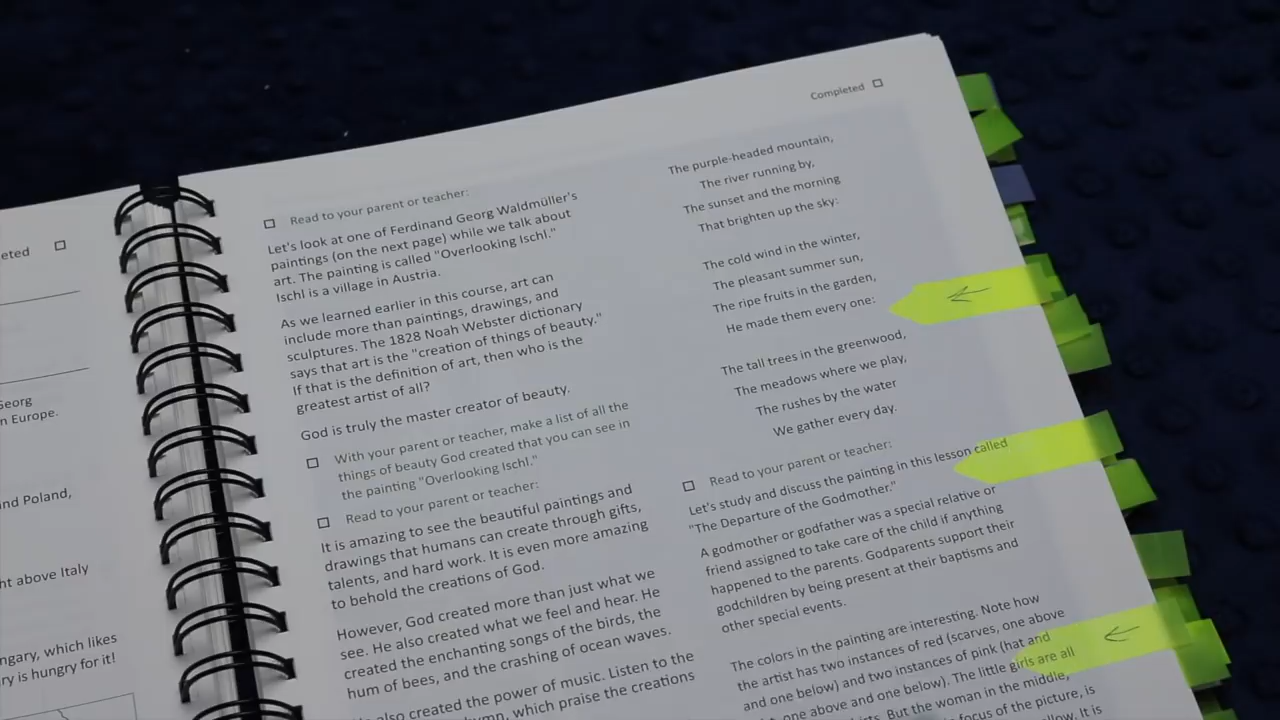 eted
eorg
n Europe.
nd Poland,
ht above Italy
ngary, which likes
ry is hungry for it!
Completed
Read to your parent or teacher:
Let's look at one of Ferdinand Georg Waldmüller's
paintings (on the next page) while we talk about
art. The painting is called "Overlooking Ischl."
Ischl is a village in Austria.
As we learned earlier in this course, art can
include more than paintings, drawings, and
sculptures. The 1828 Noah Webster dictionary
says that art is the "creation of things of beauty."
If that is the definition of art, then who is the
greatest artist of all?
God is truly the master creator of beauty.
With your parent or teacher, make a list of all the
things of beauty God created that you can see in
the painting "Overlooking Ischl."
Read to your parent or teacher:
It is amazing to see the beautiful paintings and
drawings that humans can create through gifts,
talents, and hard work. It is even more amazing
to behold the creations of God.
However, God created more than just what we
see. He also created what we feel and hear. He
created the enchanting songs of the birds, the
hum of bees, and the crashing of ocean waves.
also created the power of music. Listen to the
which praise the creations
The purple-headed mountain,
The river running by,
The sunset and the morning
That brighten up the sky:
The cold wind in the winter,
The pleasant summer sun,
The ripe fruits in the garden,
He made them every one:
The tall trees in the greenwood,
The meadows where we play,
The rushes by the water
We gather every day.
Read to your parent or teacher:
Let's study and discuss the painting in this lesson called
"The Departure of the Godmother."
A godmother or godfather was a special relative or
friend assigned to take care of the child if anything
happened to the parents. Godparents support their
godchildren by being present at their baptisms and
other special events.
The colors in the painting are interesting. Note how
the artist has two instances of red (scarves, one above
and one below) and two instances of pink (hat and
one above and one below). The little girls are all
But the woman in the middle,
focus of the picture, is
It is